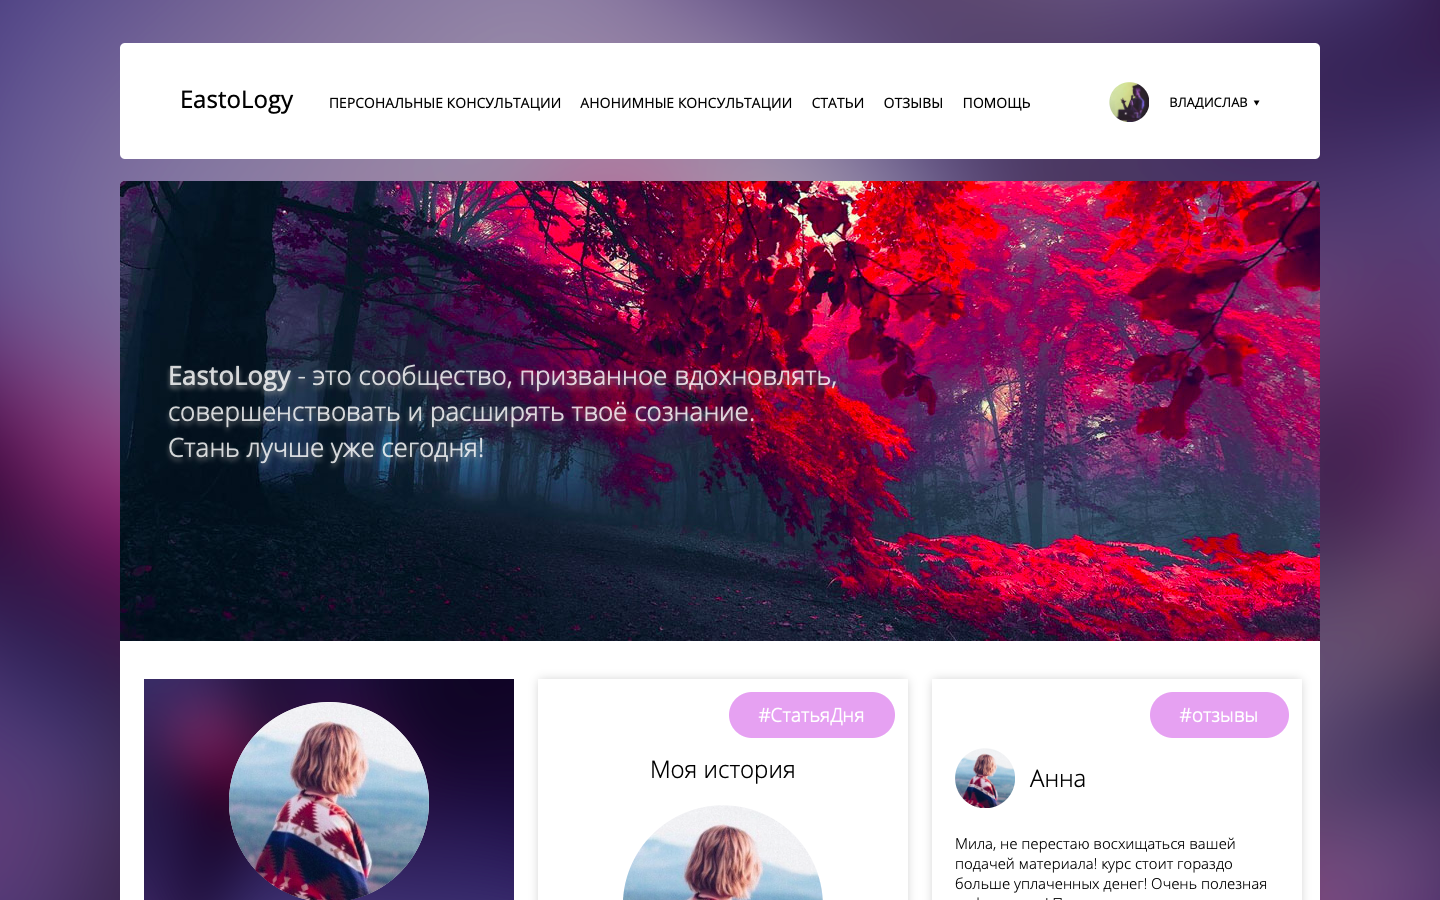 EastoLogy
ПЕРСОНАЛЬНЫЕ КОНСУЛЬТАЦИИ АНОНИМНЫЕ КОНСУЛЬТАЦИИ СТАТЬИ ОТЗЫВЫ ПОМОЩЬ
ВЛАДИСЛАВ ▼
EastoLogy - это сообщество, призванное вдохновлять,
совершенствовать и расширять твоё сознание.
Стань лучше уже сегодня!
#СтатьяДня
Моя история
#отзывы
Анна
Мила, не перестаю восхищаться вашей
подачей материала! курс стоит гораздо
больше уплаченных денег! Очень полезная